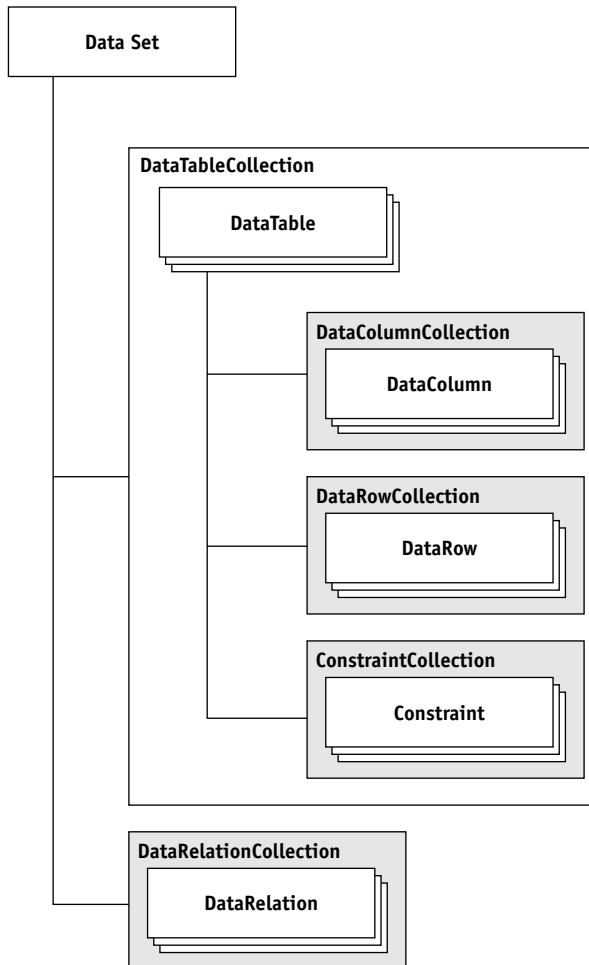 Data Set
DataTableCollection
DataTable
DataColumnCollection
DataColumn
DataRowCollection
DataRow
ConstraintCollection
Constraint
DataRelationCollection
DataRelation